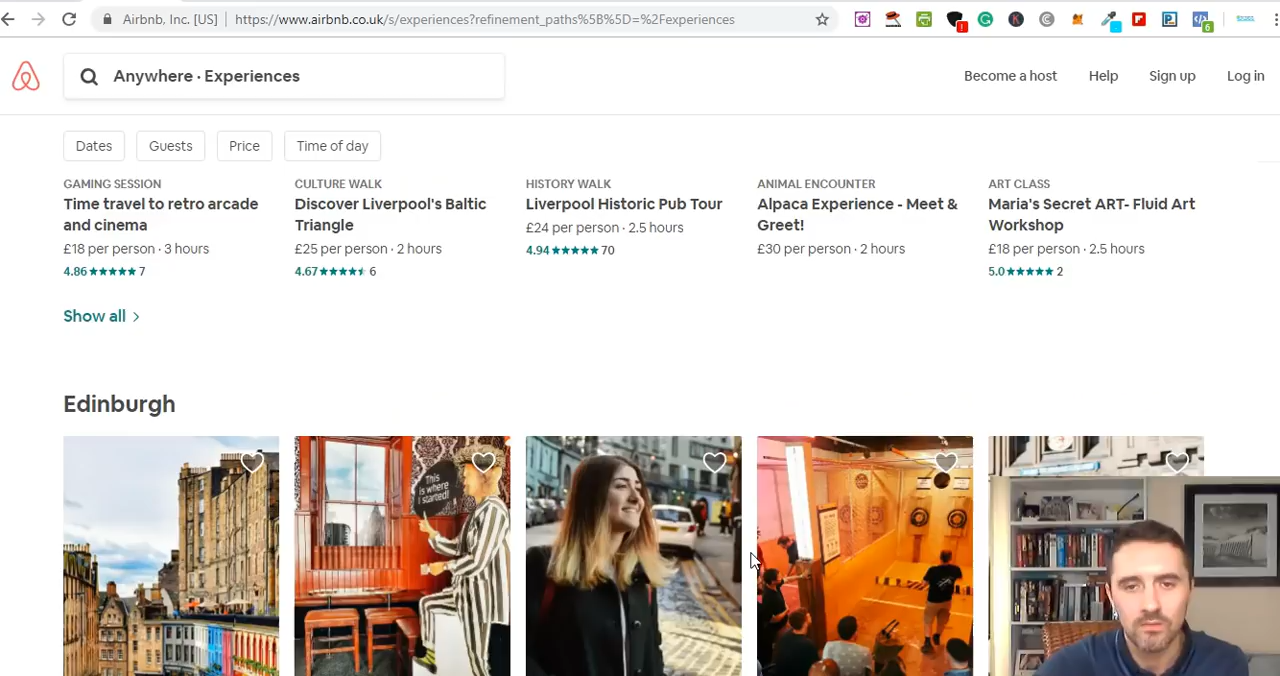 Airbnb, Inc. [US]
https://www.airbnb.co.uk/s/experiences?refinement_paths%5B%5D=%2Fexperiences
6
Anywhere · Experiences
Become a host
Help
Sign up
Log in
Dates
Guests
Price
Time of day
GAMING SESSION
Time travel to retro arcade
and cinema
£18 per person · 3 hours
4.86★★★★★ 7
CULTURE WALK
Discover Liverpool's Baltic
Triangle
£25 per person · 2 hours
4.67★★★★★ 6
HISTORY WALK
Liverpool Historic Pub Tour
£24 per person · 2.5 hours
4.94★★★★★ 70
ANIMAL ENCOUNTER
Alpaca Experience - Meet &
Greet!
£30 per person · 2 hours
ART CLASS
Maria's Secret ART- Fluid Art
Workshop
£18 per person · 2.5 hours
5.0★★★★★ 2
Show all >
Edinburgh
This
is where
I started!